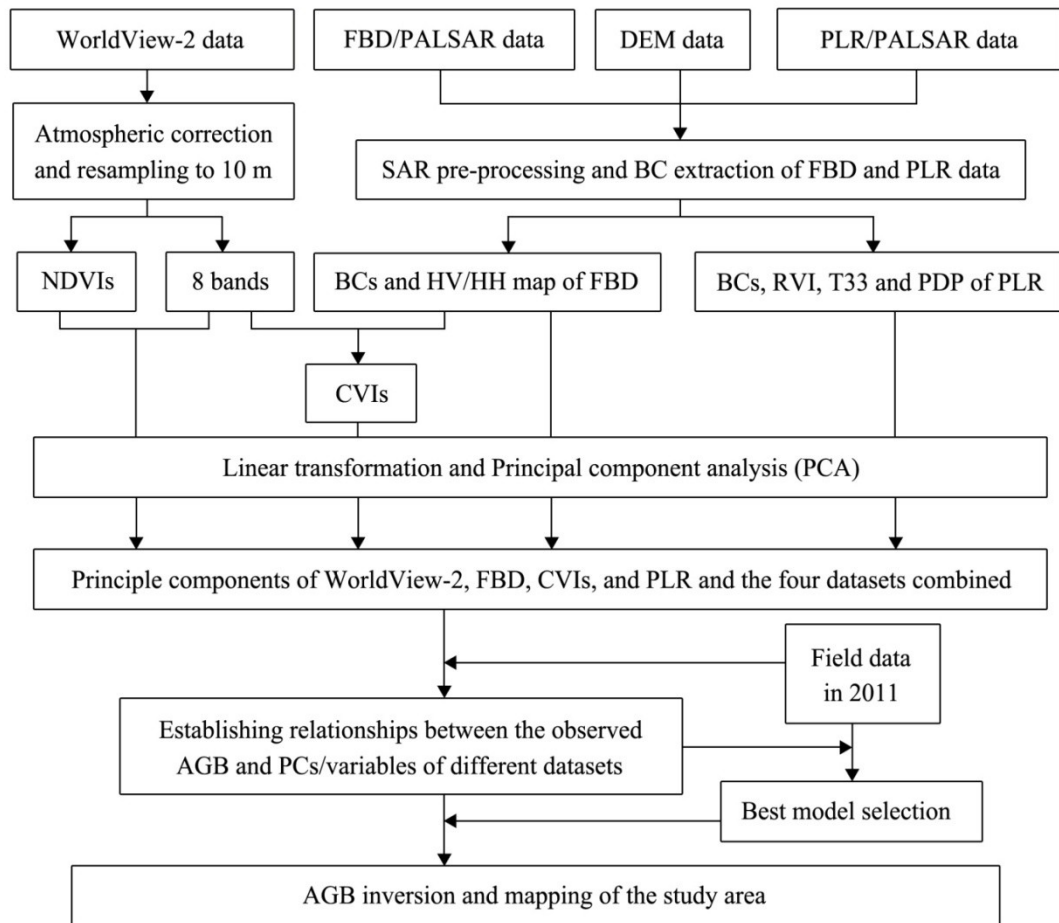 WorldView-2 data
FBD/PALSAR data
DEM data
PLR/PALSAR data
Atmospheric correction
and resampling to 10 m
SAR pre-processing and BC extraction of FBD and PLR data
NDVIs
8 bands
BCs and HV/HH map of FBD
BCs, RVI, T33 and PDP of PLR
CVIs
Linear transformation and Principal component analysis (PCA)
Principle components of WorldView-2, FBD, CVIs, and PLR and the four datasets combined
Field data
in 2011
Establishing relationships between the observed
AGB and PCs/variables of different datasets
Best model selection
AGB inversion and mapping of the study area